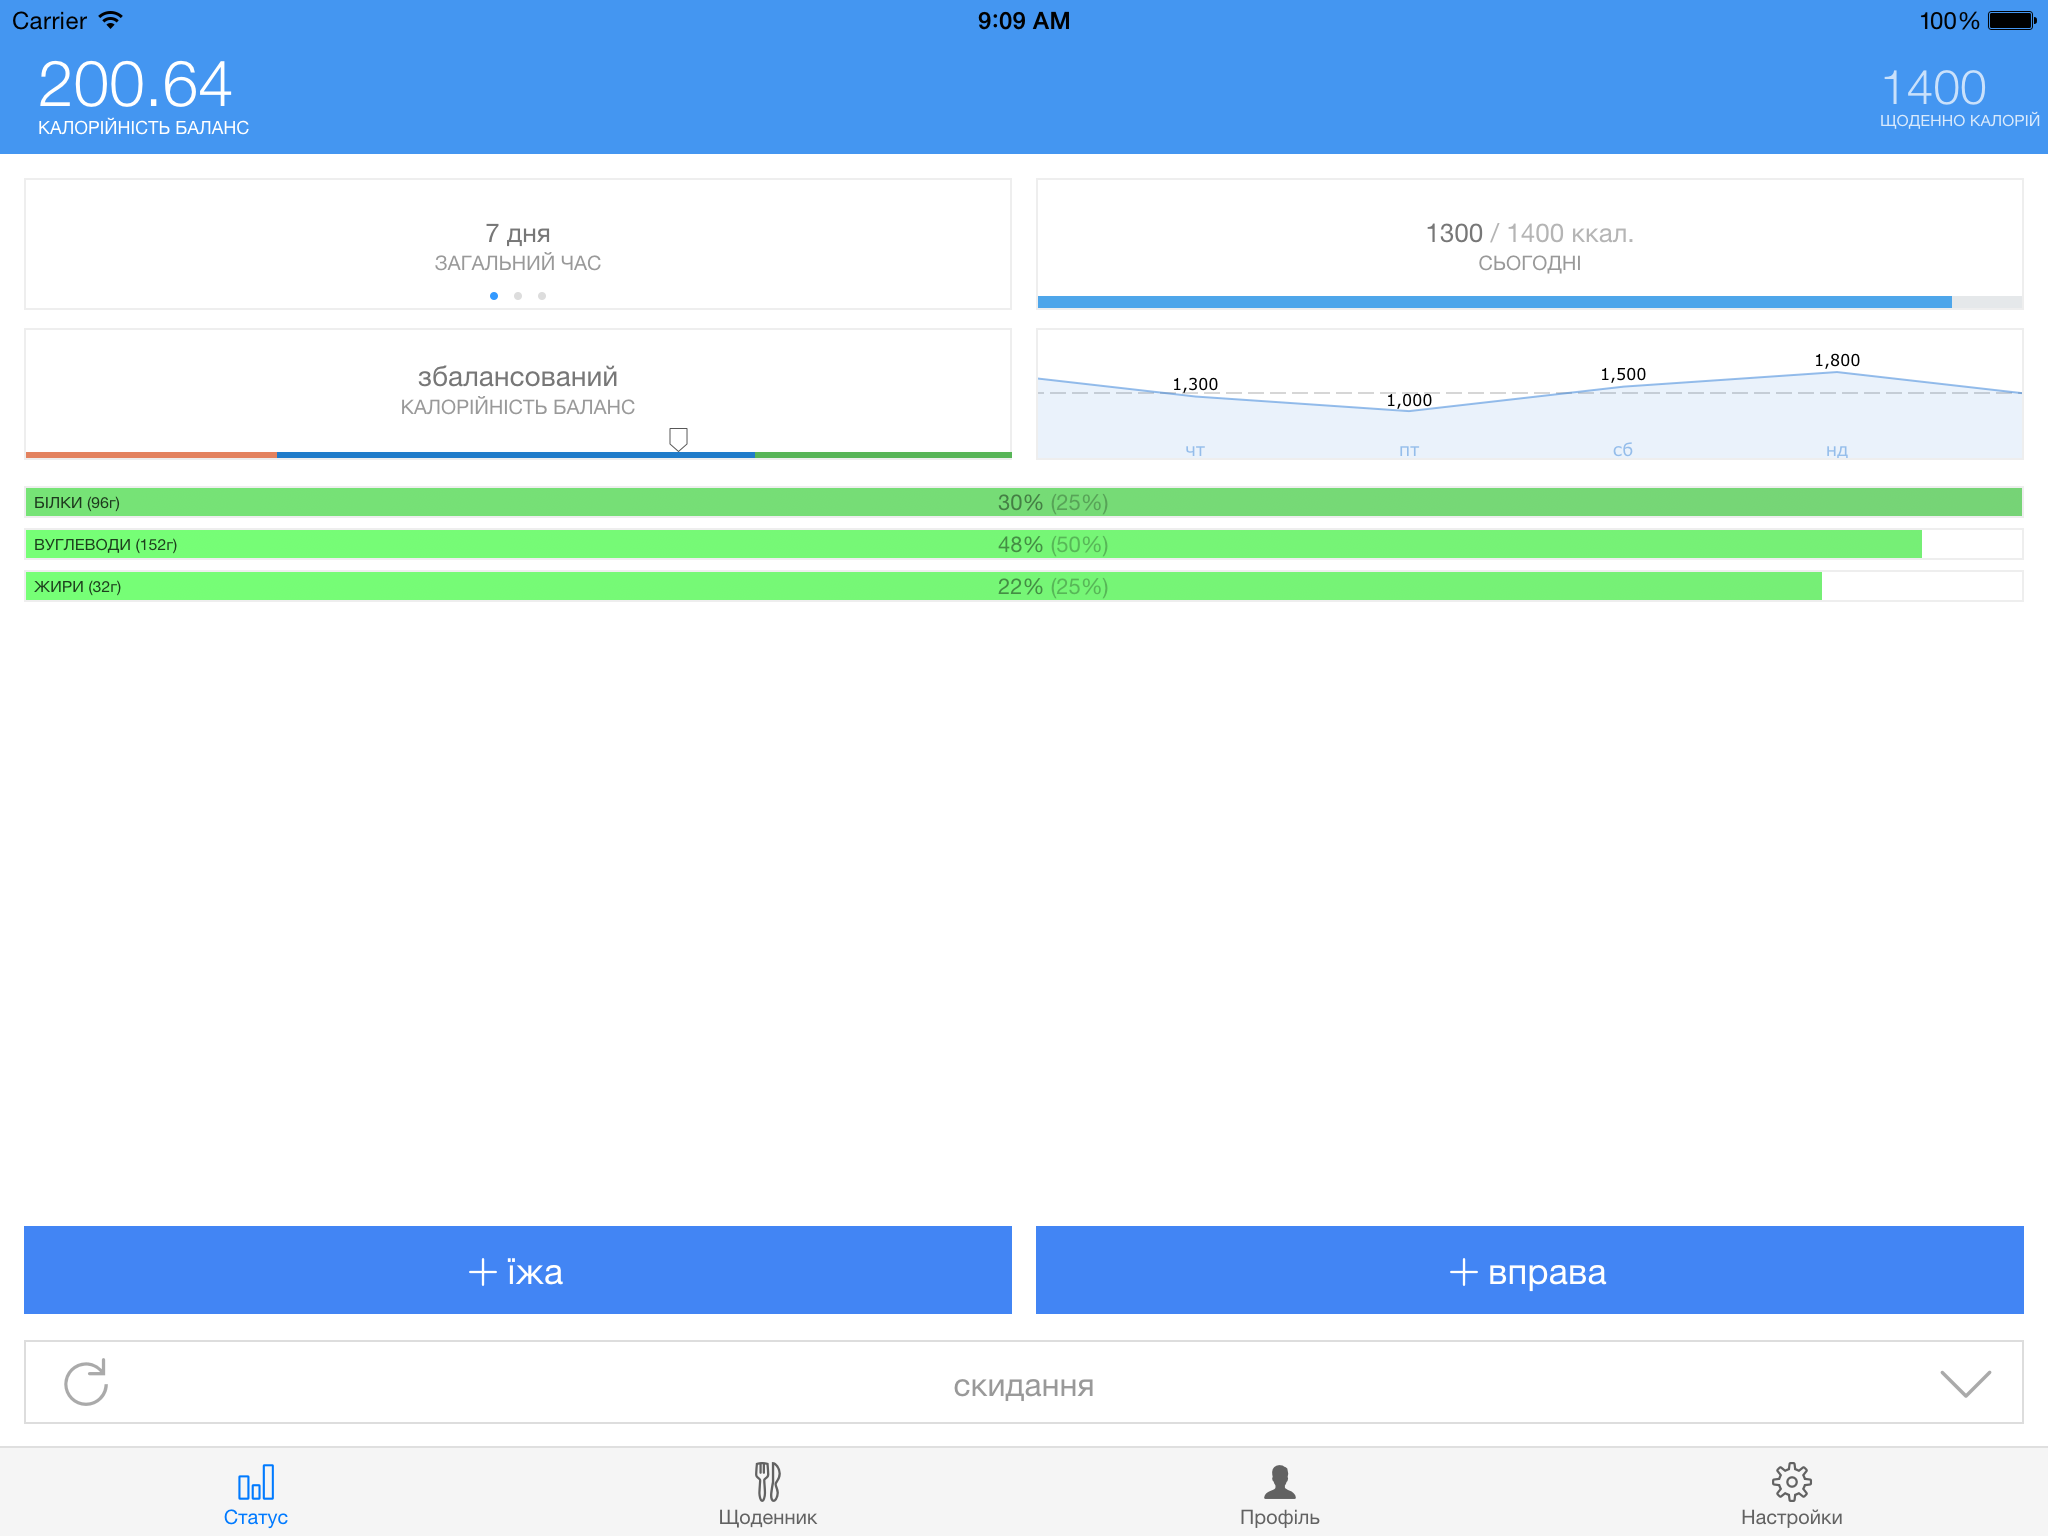 Carrier 9:09 AM 100%
200.64
КАЛОРІЙНІСТЬ БАЛАНС
1400
ЩОДЕННО КАЛОРІЙ
7 дня
ЗАГАЛЬНИЙ ЧАС
1300 / 1400 ккал.
СЬОГОДНІ
збалансований
КАЛОРІЙНІСТЬ БАЛАНС
1,300 1,000 1,500 1,800
чт пт сб нд
БІЛКИ (96г) 30% (25%)
ВУГЛЕВОДИ (152г) 48% (50%)
ЖИРИ (32г) 22% (25%)
+ їжа
+ вправа
скидання
Статус Щоденник Профіль Настройки